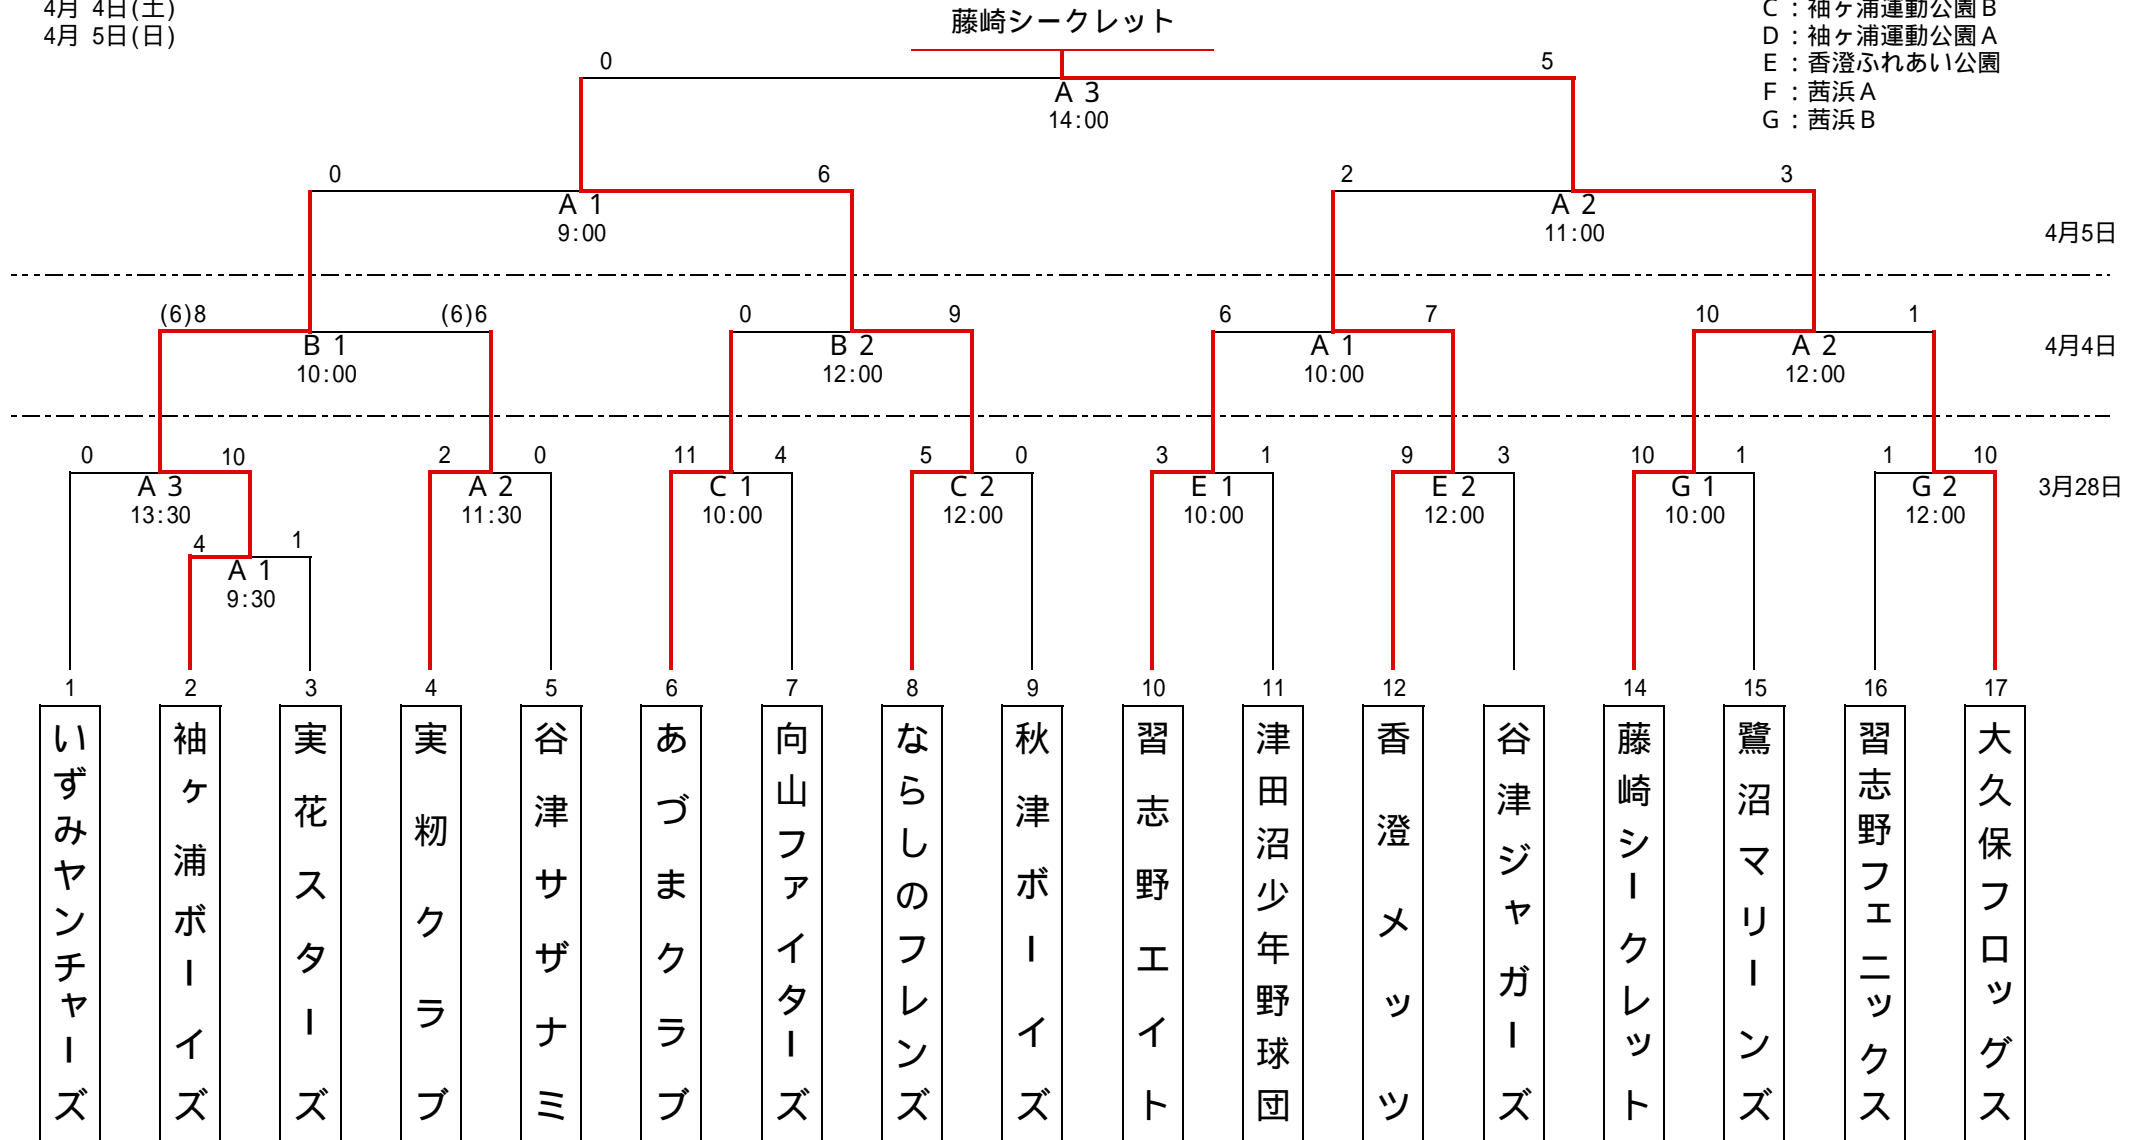 4月 4日(土)
4月 5日(日)
藤崎シークレット
C：袖ヶ浦運動公園B
D：袖ヶ浦運動公園A
E：香澄ふれあい公園
F：茜浜A
G：茜浜B
0 5
A 3
14:00
0 6 2 3
A 1 A 2
9:00 11:00 4月5日
(6)8 (6)6 0 9 6 7 10 1
B 1 B 2 A 1 A 2 4月4日
10:00 12:00 10:00 12:00
0 10 2 0 11 4 5 0 3 1 9 3 10 1 1 10
A 3 A 2 C 1 C 2 E 1 E 2 G 1 G 2 3月28日
13:30 11:30 10:00 12:00 10:00 12:00 10:00 12:00
4 1
A 1
9:30
1 2 3 4 5 6 7 8 9 10 11 12 14 15 16 17
いずみヤンチャーズ
袖ヶ浦ボーイズ
実花スターズ
実籾クラブ
谷津サザナミ
あづまクラブ
向山ファイターズ
ならしのフレンズ
秋津ボーイズ
習志野エイト
津田沼少年野球団
香澄メッツ
谷津ジャガーズ
藤崎シークレット
鷺沼マリーンズ
習志野フェニックス
大久保フロッグス